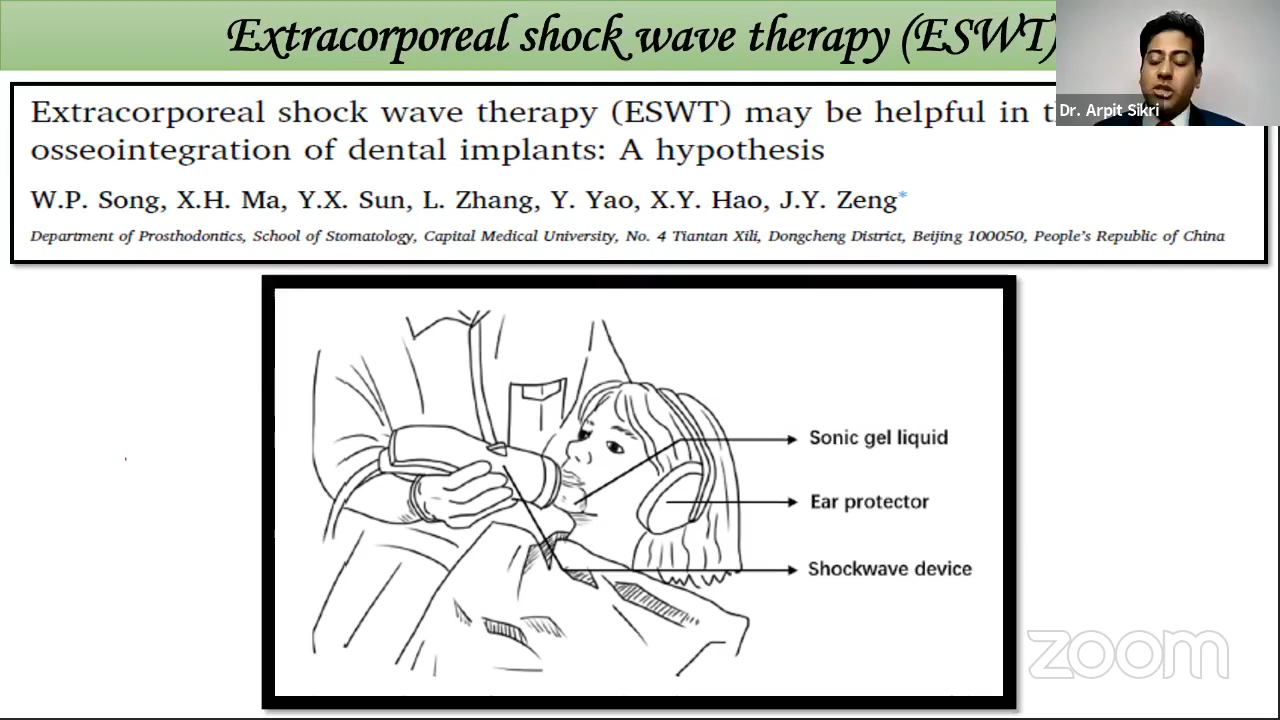 Extracorporeal shock wave therapy (ESWT)
Dr. Arpit Sikri
Extracorporeal shock wave therapy (ESWT) may be helpful in
osseointegration of dental implants: A hypothesis
W.P. Song, X.H. Ma, Y.X. Sun, L. Zhang, Y. Yao, X.Y. Hao, J.Y. Zeng*
Department of Prosthodontics, School of Stomatology, Capital Medical University, No. 4 Tiantan Xili, Dongcheng District, Beijing 100050, People's Republic of China
Sonic gel liquid
Ear protector
Shockwave device
zoom